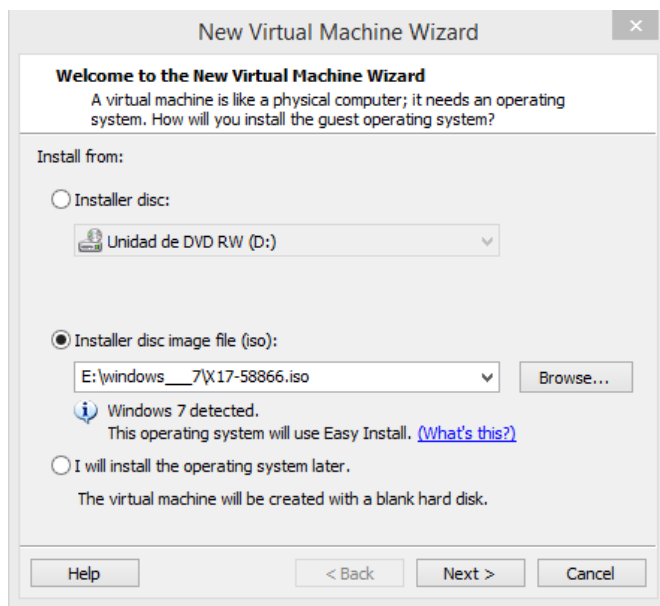 New Virtual Machine Wizard
Welcome to the New Virtual Machine Wizard
A virtual machine is like a physical computer; it needs an operating
system. How will you install the guest operating system?
Install from:
Installer disc:
Unidad de DVD RW (D:)
Installer disc image file (iso):
E:\windows___7\X17-58866.iso
Browse...
Windows 7 detected.
This operating system will use Easy Install. (What's this?)
I will install the operating system later.
The virtual machine will be created with a blank hard disk.
Help < Back Next > Cancel